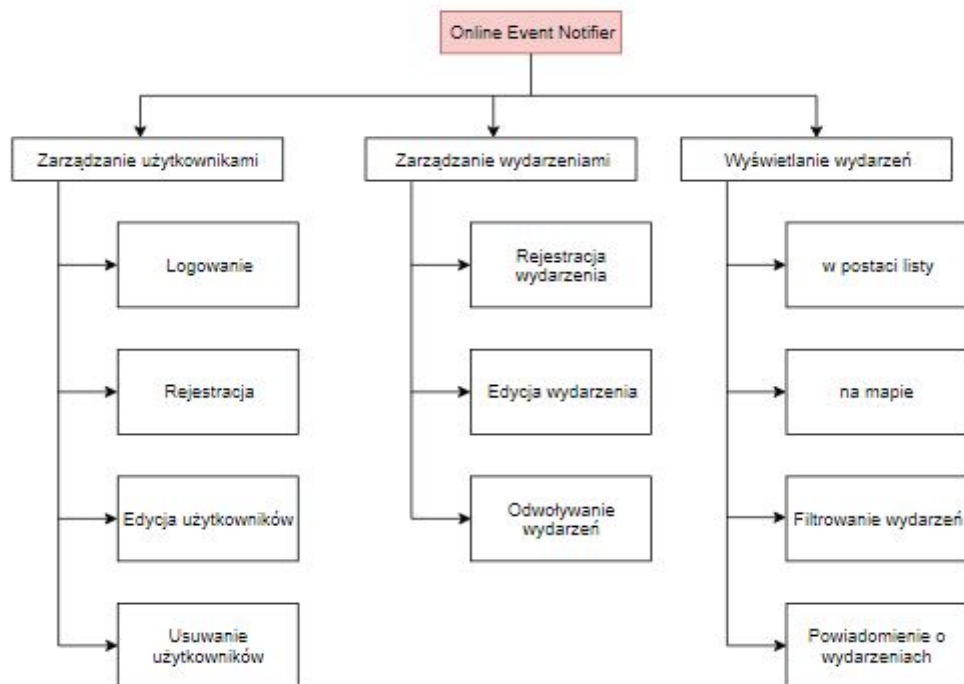 Online Event Notifier
Zarządzanie użytkownikami
Logowanie
Rejestracja
Edycja użytkowników
Usuwanie
użytkowników
Zarządzanie wydarzeniami
Rejestracja
wydarzenia
Edycja wydarzenia
Odwoływanie
wydarzeń
Wyświetlanie wydarzeń
w postaci listy
na mapie
Filtrowanie wydarzeń
Powiadomienie o
wydarzeniach